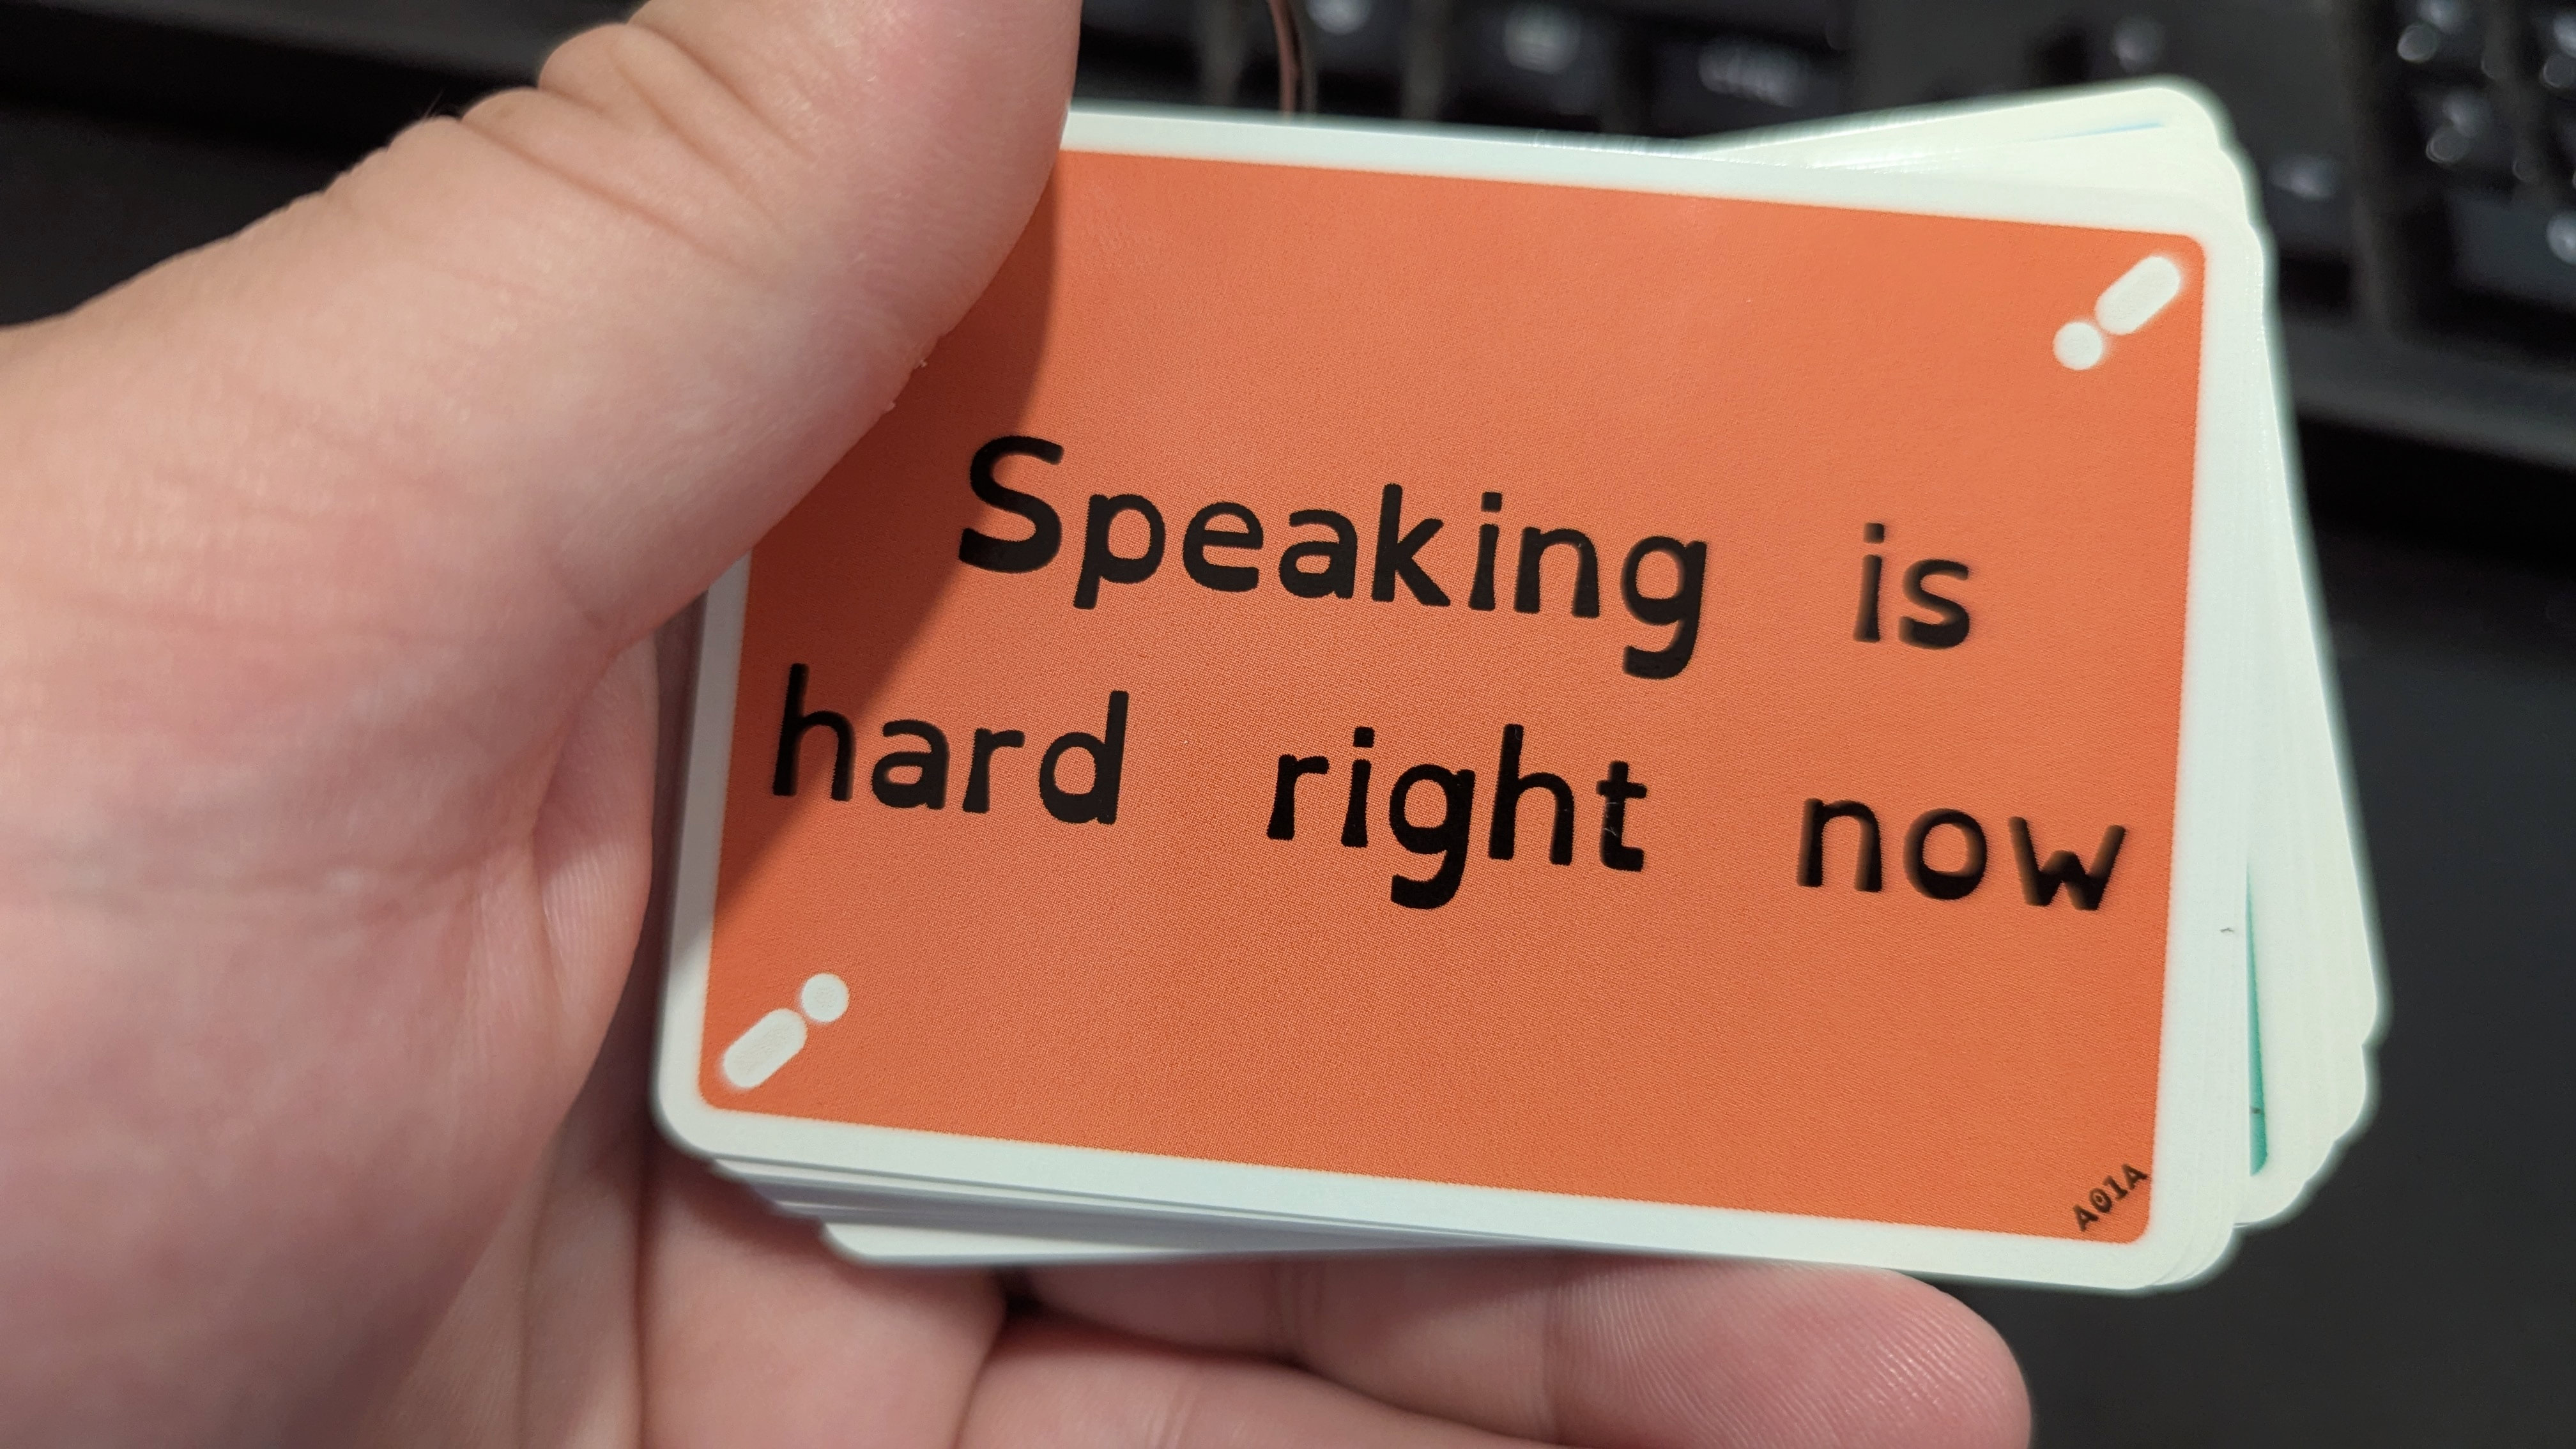 Speaking is
hard right now
A01A